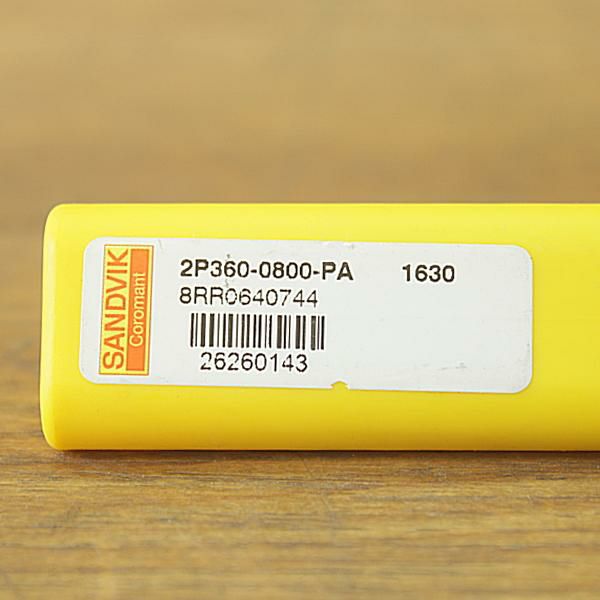 SANDVIK
Coromant
2P360-0800-PA 1630
8RR0640744
26260143